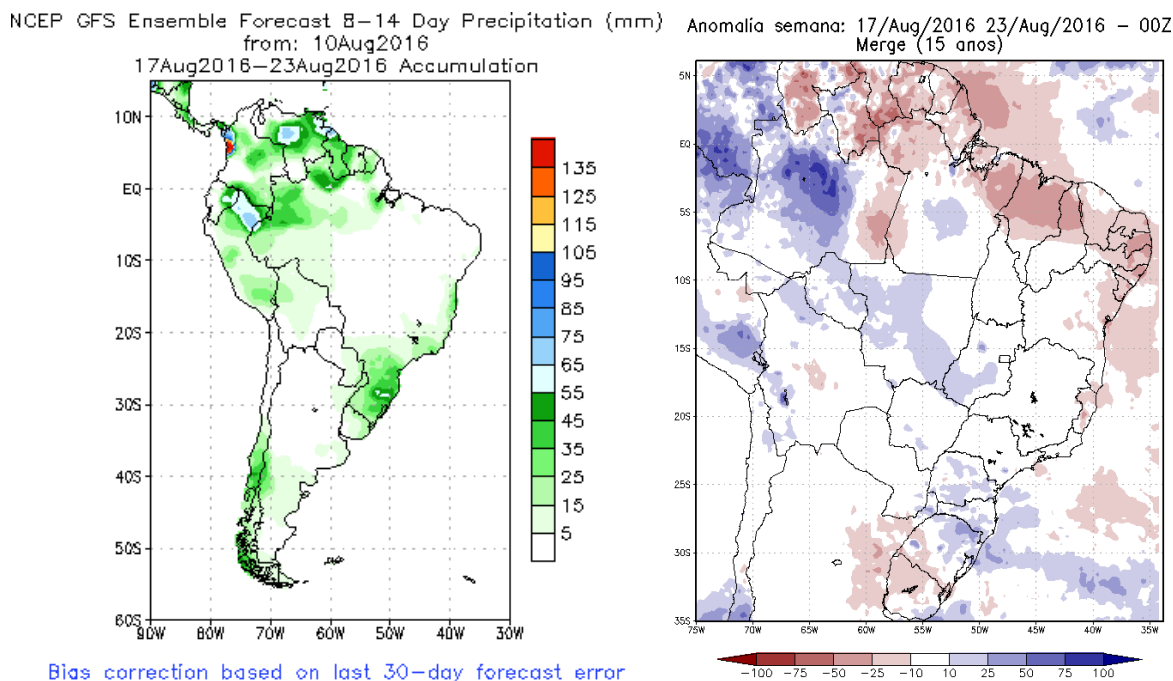 NCEP GFS Ensemble Forecast 8-14 Day Precipitation (mm)
from: 10Aug2016
17Aug2016-23Aug2016 Accumulation
10N
EQ
10S
20S
30S
40S
50S
60S
90W 80W 70W 60W 50W 40W 30W
135
125
115
105
95
85
75
65
55
45
35
25
15
5
Bias correction based on last 30-day forecast error
Anomalia semana: 17/Aug/2016 23/Aug/2016 - 00Z
Merge (15 anos)
5N
EQ
5S
10S
15S
20S
25S
30S
35S
75W 70W 65W 60W 55W 50W 45W 40W 35W
-100 -75 -50 -25 -10 10 25 50 75 100